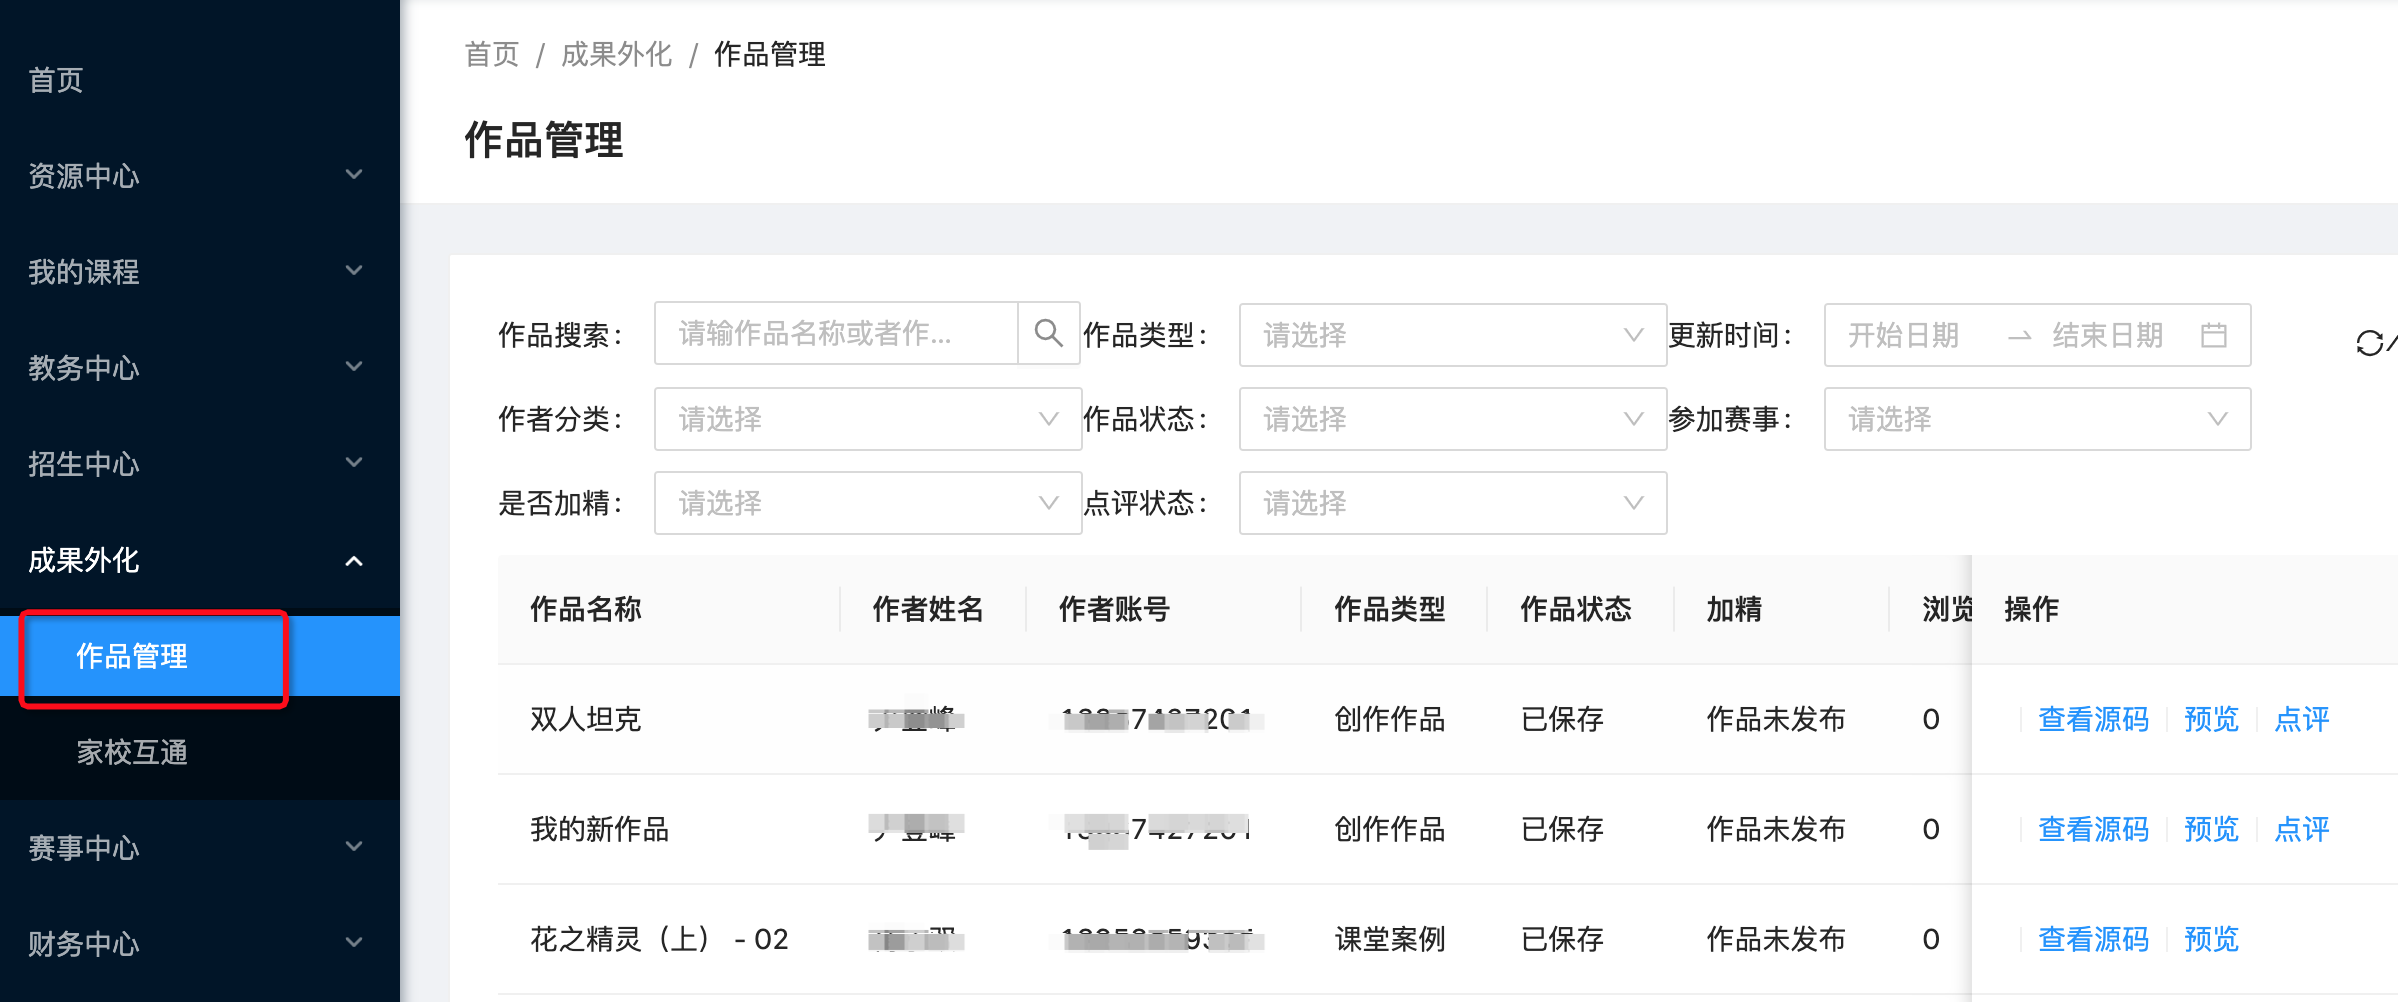 首页
资源中心
我的课程
教务中心
招生中心
成果外化
作品管理
家校互通
赛事中心
财务中心
首页 / 成果外化 / 作品管理
作品管理
作品搜索： 请输作品名称或者作... 作品类型： 请选择 更新时间： 开始日期 → 结束日期
作者分类： 请选择 作品状态： 请选择 参加赛事： 请选择
是否加精： 请选择 点评状态： 请选择
作品名称 作者姓名 作者账号 作品类型 作品状态 加精 浏览 操作
双人坦克 创作作品 已保存 作品未发布 0 查看源码 预览 点评
我的新作品 创作作品 已保存 作品未发布 0 查看源码 预览 点评
花之精灵（上） - 02 课堂案例 已保存 作品未发布 0 查看源码 预览